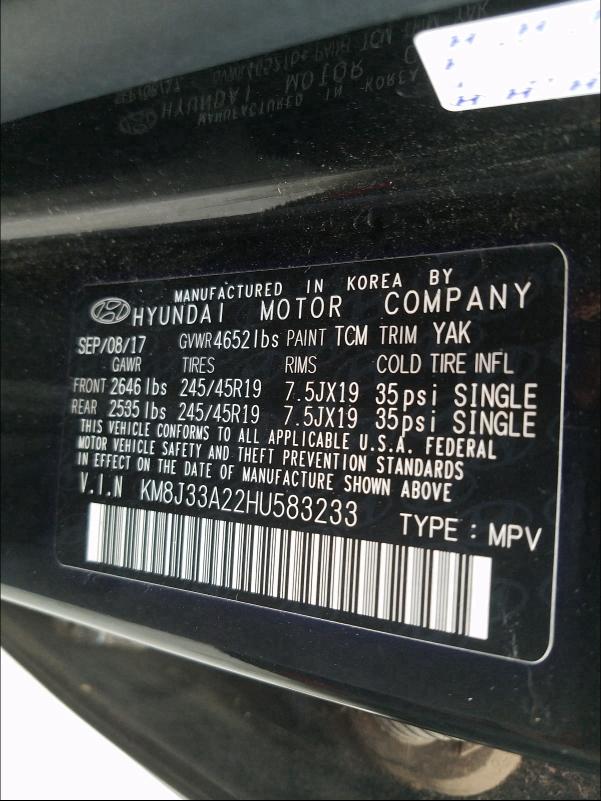 MANUFACTURED IN KOREA BY
HYUNDAI MOTOR COMPANY
SEP/08/17 GVWR4652lbs PAINT TCM TRIM YAK
GAWR TIRES RIMS COLD TIRE INFL
FRONT 2646 lbs 245/45R19 7.5JX19 35psi SINGLE
REAR 2535 lbs 245/45R19 7.5JX19 35psi SINGLE
THIS VEHICLE CONFORMS TO ALL APPLICABLE U.S.A. FEDERAL
MOTOR VEHICLE SAFETY AND THEFT PREVENTION STANDARDS
IN EFFECT ON THE DATE OF MANUFACTURE SHOWN ABOVE
V.I.N KM8J33A22HU583233
TYPE : MPV